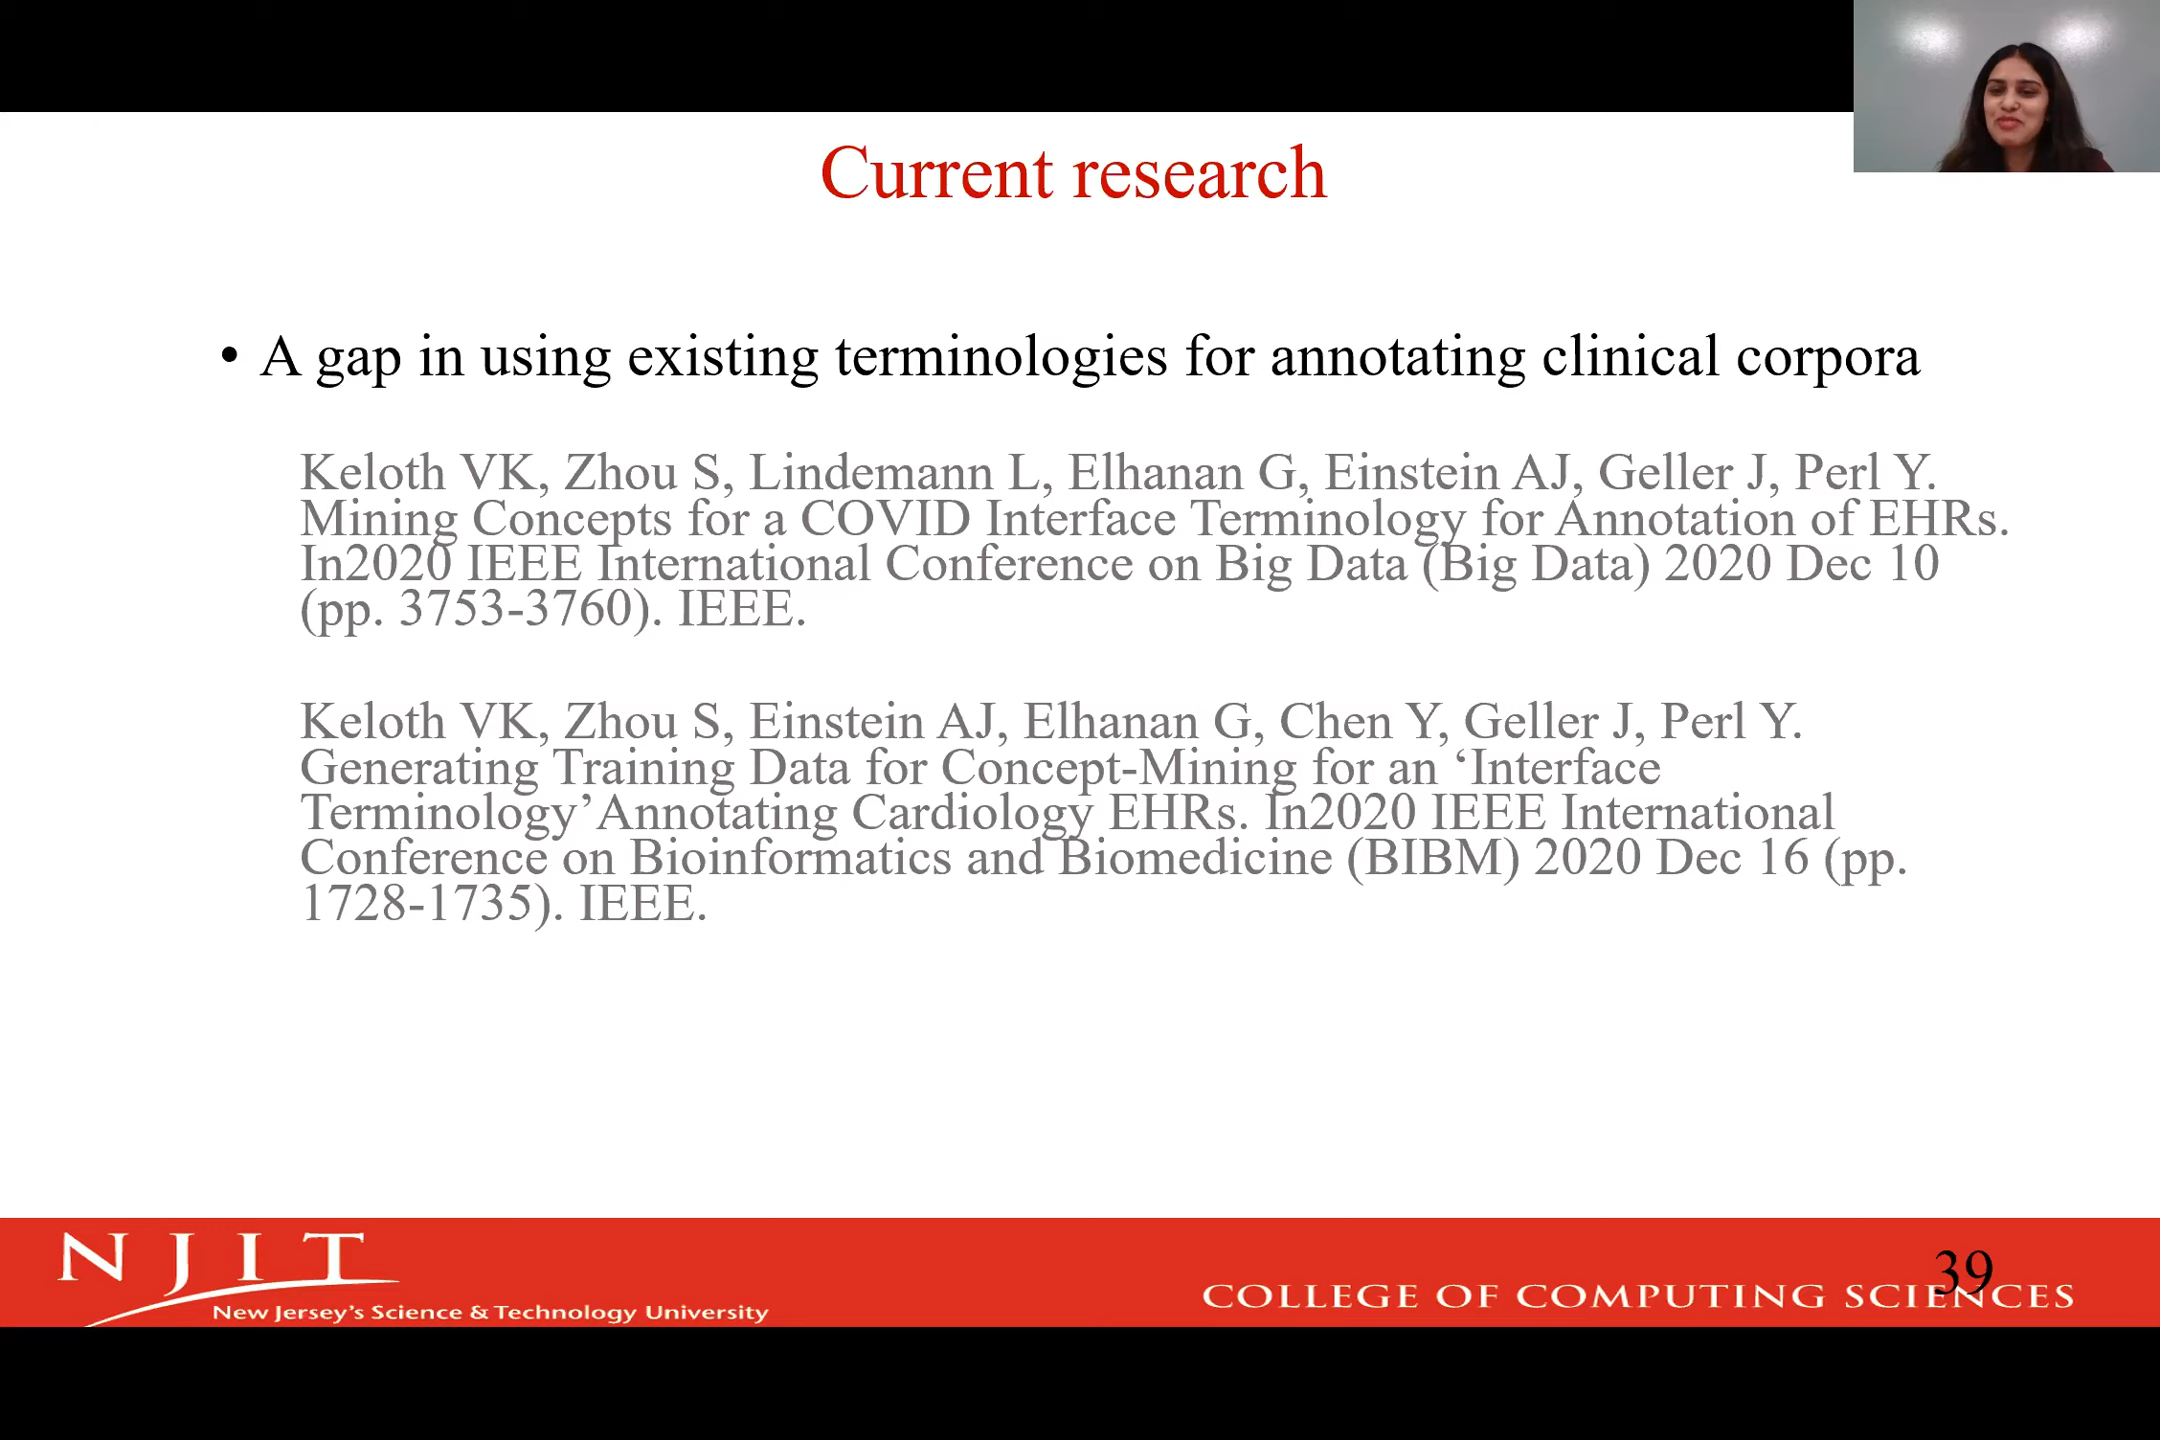 Current research
• A gap in using existing terminologies for annotating clinical corpora
Keloth VK, Zhou S, Lindemann L, Elhanan G, Einstein AJ, Geller J, Perl Y.
Mining Concepts for a COVID Interface Terminology for Annotation of EHRs.
In2020 IEEE International Conference on Big Data (Big Data) 2020 Dec 10
(pp. 3753-3760). IEEE.
Keloth VK, Zhou S, Einstein AJ, Elhanan G, Chen Y, Geller J, Perl Y.
Generating Training Data for Concept-Mining for an ‘Interface
Terminology’Annotating Cardiology EHRs. In2020 IEEE International
Conference on Bioinformatics and Biomedicine (BIBM) 2020 Dec 16 (pp.
1728-1735). IEEE.
NJIT
New Jersey's Science & Technology University
COLLEGE OF COMPUTING SCIENCES
39